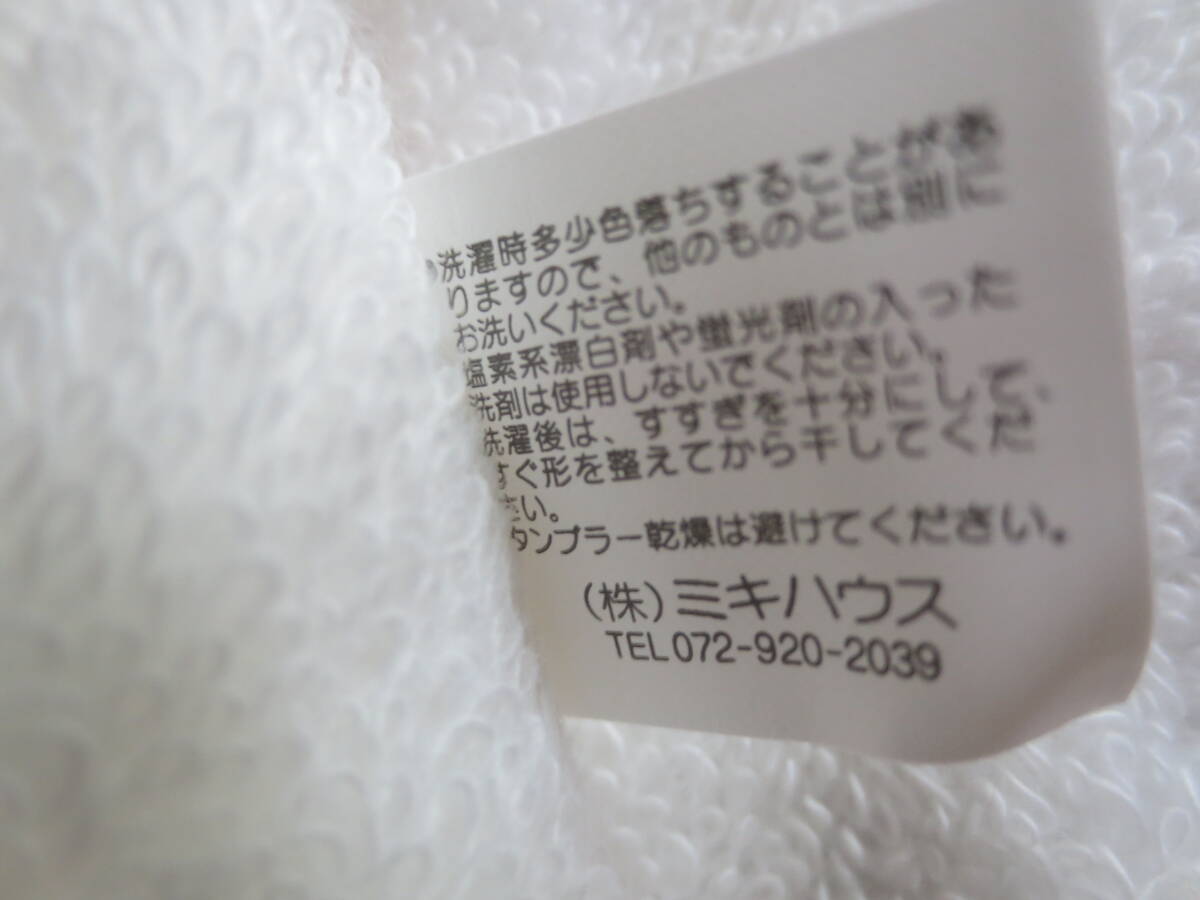 ●洗濯時多少色落ちすることがあ
りますので、他のものとは別に
お洗いください。
塩素系漂白剤や蛍光剤の入った
洗剤は使用しないでください。
洗濯後は、すすぎを十分にして、
すぐ形を整えてから干してくだ
さい。
タンブラー乾燥は避けてください。
(株)ミキハウス
TEL072-920-2039